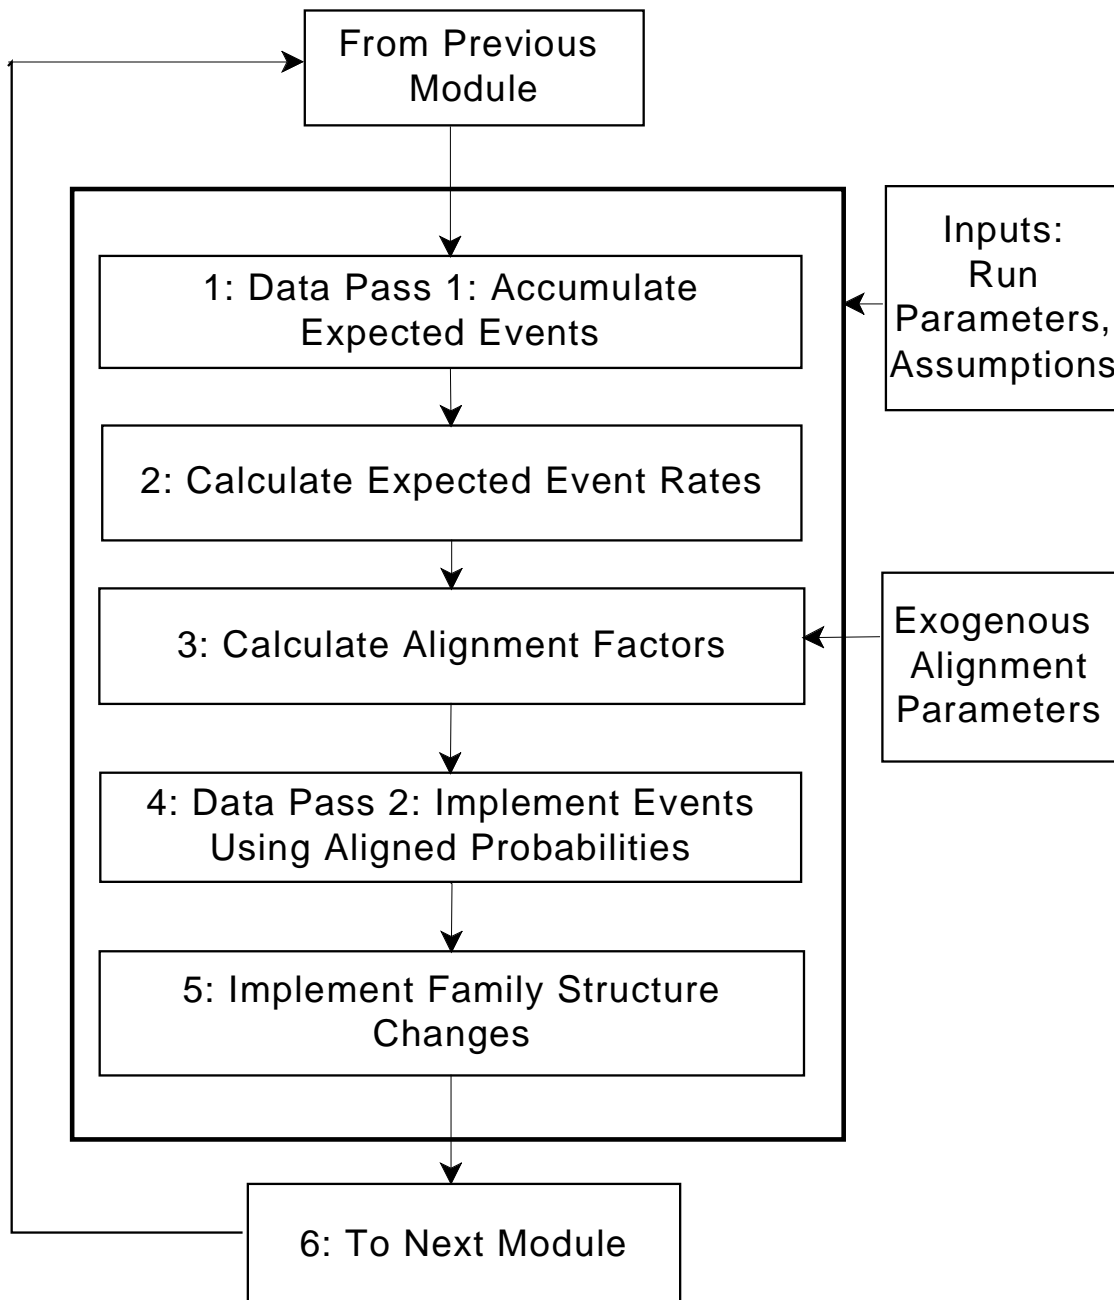 From Previous
Module
Inputs:
Run
Parameters,
Assumptions
1: Data Pass 1: Accumulate
Expected Events
2: Calculate Expected Event Rates
3: Calculate Alignment Factors
Exogenous
Alignment
Parameters
4: Data Pass 2: Implement Events
Using Aligned Probabilities
5: Implement Family Structure
Changes
6: To Next Module